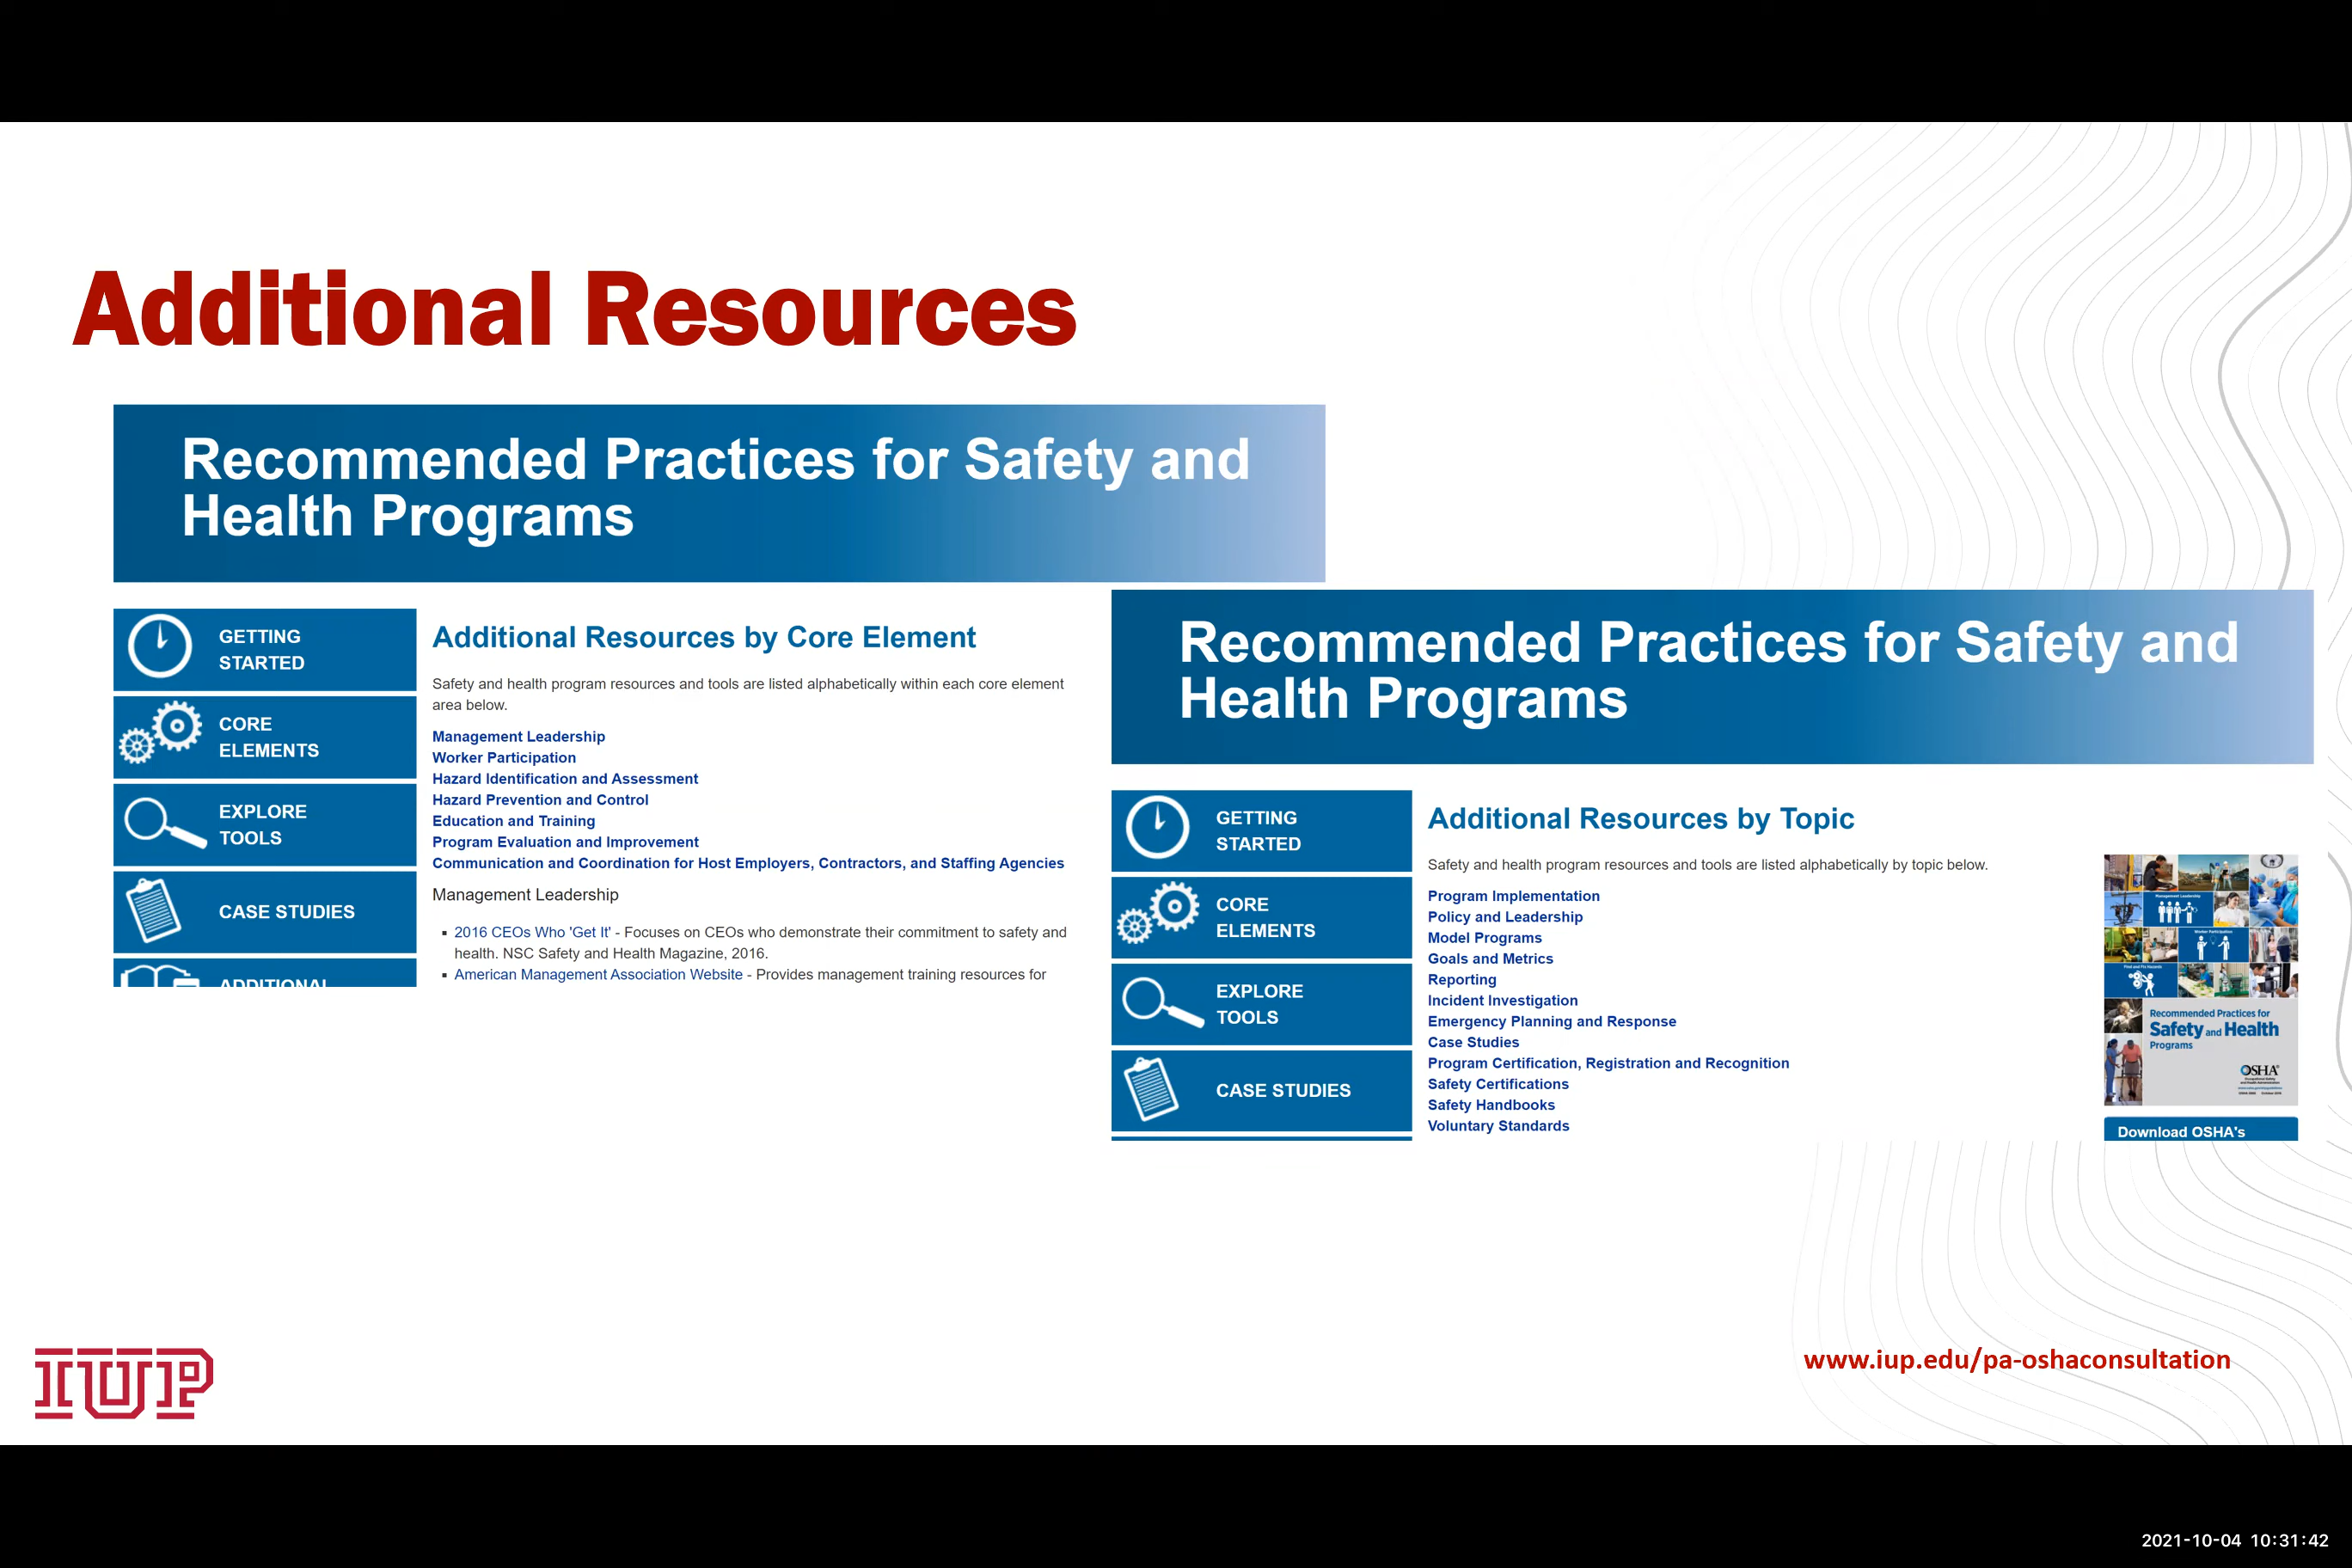 Additional Resources
Recommended Practices for Safety and
Health Programs
GETTING
STARTED
CORE
ELEMENTS
EXPLORE
TOOLS
CASE STUDIES
ADDITIONAL
Additional Resources by Core Element
Safety and health program resources and tools are listed alphabetically within each core element
area below.
Management Leadership
Worker Participation
Hazard Identification and Assessment
Hazard Prevention and Control
Education and Training
Program Evaluation and Improvement
Communication and Coordination for Host Employers, Contractors, and Staffing Agencies
Management Leadership
▪ 2016 CEOs Who 'Get It' - Focuses on CEOs who demonstrate their commitment to safety and
health. NSC Safety and Health Magazine, 2016.
▪ American Management Association Website - Provides management training resources for
Recommended Practices for Safety and
Health Programs
GETTING
STARTED
CORE
ELEMENTS
EXPLORE
TOOLS
CASE STUDIES
Additional Resources by Topic
Safety and health program resources and tools are listed alphabetically by topic below.
Program Implementation
Policy and Leadership
Model Programs
Goals and Metrics
Reporting
Incident Investigation
Emergency Planning and Response
Case Studies
Program Certification, Registration and Recognition
Safety Certifications
Safety Handbooks
Voluntary Standards
Management Leadership
Worker Participation
Find and Fix Hazards
Recommended Practices for
Safety and Health
Programs
OSHA
Download OSHA's
IUP
www.iup.edu/pa-oshaconsultation
2021-10-04 10:31:42